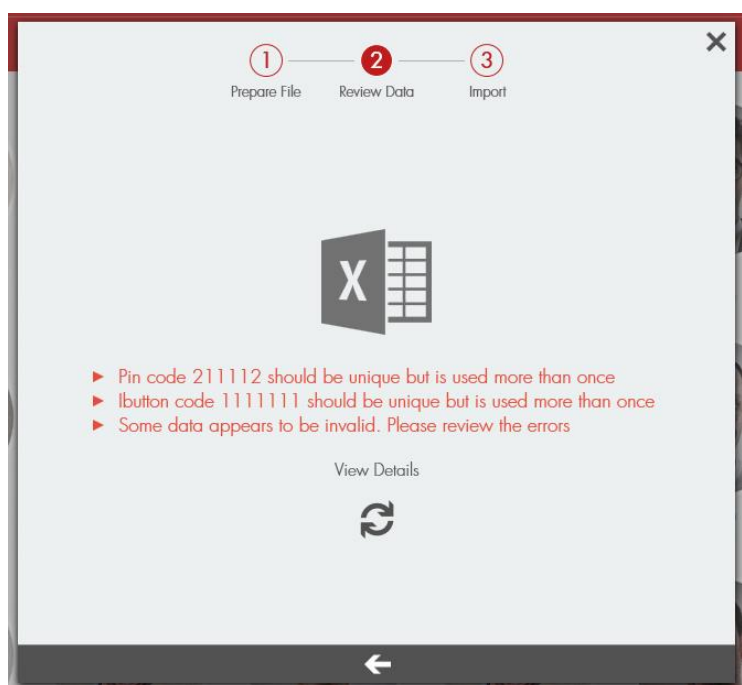 1 2 3
Prepare File Review Data Import
X
Pin code 211112 should be unique but is used more than once
Ibutton code 1111111 should be unique but is used more than once
Some data appears to be invalid. Please review the errors
View Details